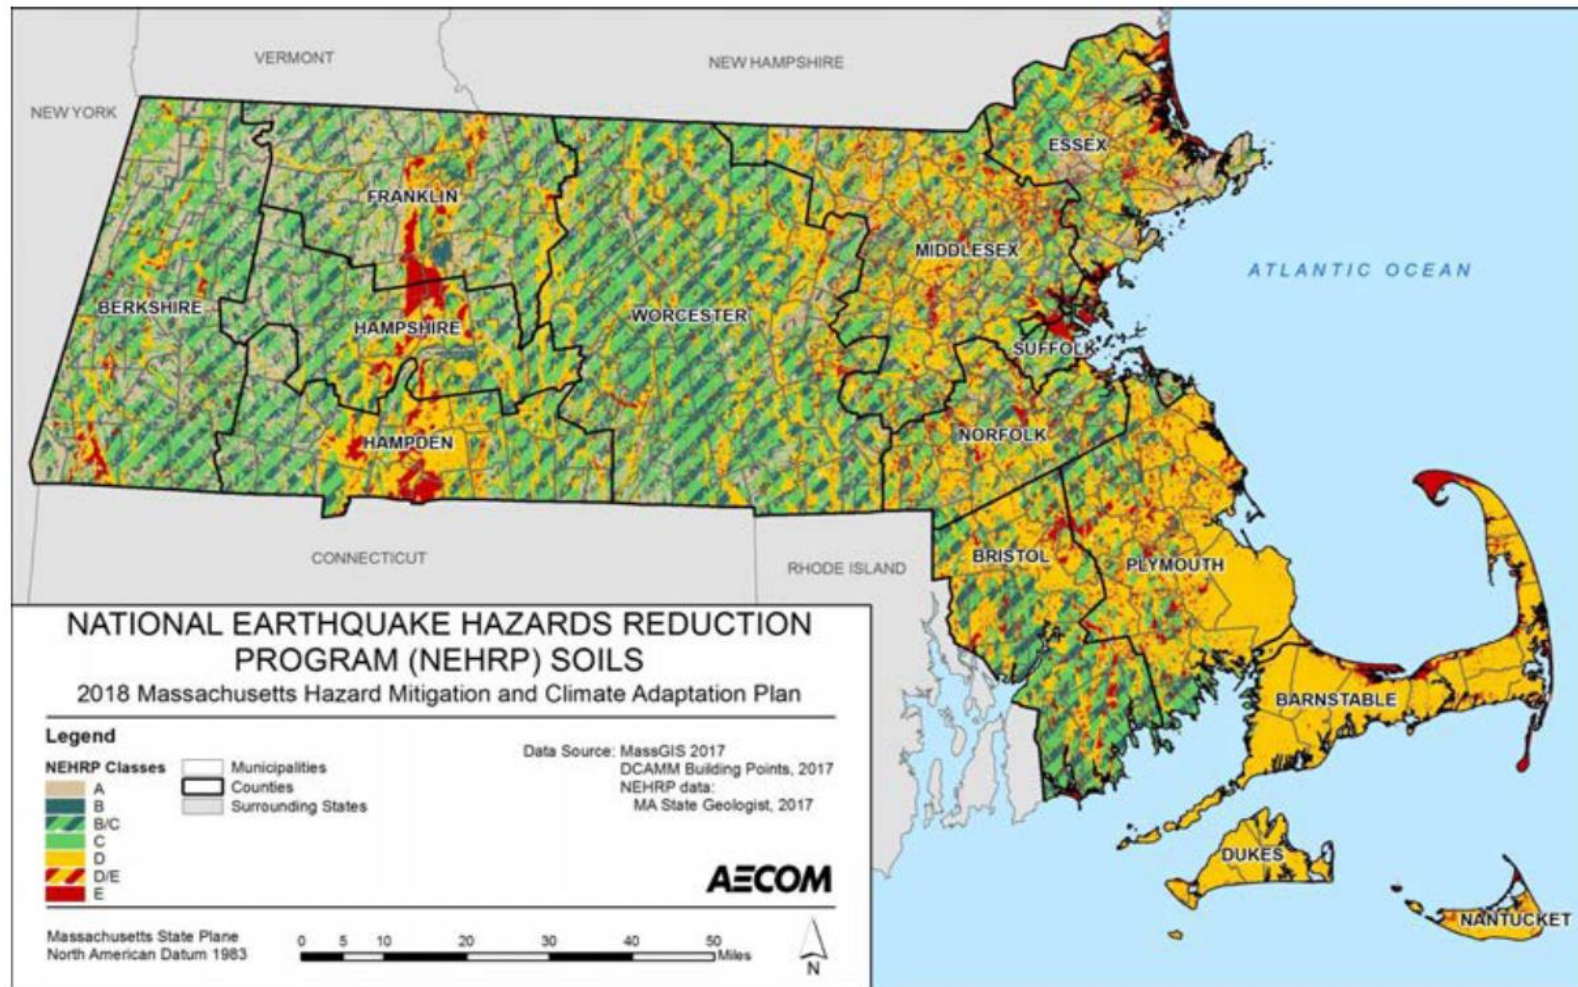 VERMONT
NEW HAMPSHIRE
NEW YORK
ESSEX
FRANKLIN
MIDDLESEX
ATLANTIC OCEAN
BERKSHIRE
WORCESTER
HAMPSHIRE
SUFFOLK
HAMPDEN
NORFOLK
CONNECTICUT
RHODE ISLAND
BRISTOL
PLYMOUTH
BARNSTABLE
DUKES
NANTUCKET
NATIONAL EARTHQUAKE HAZARDS REDUCTION
PROGRAM (NEHRP) SOILS
2018 Massachusetts Hazard Mitigation and Climate Adaptation Plan
Legend
NEHRP Classes
A
B
B/C
C
D
D/E
E
Municipalities
Counties
Surrounding States
Data Source: MassGIS 2017
DCAMM Building Points, 2017
NEHRP data:
MA State Geologist, 2017
AECOM
Massachusetts State Plane
North American Datum 1983
0 5 10 20 30 40 50
Miles
N